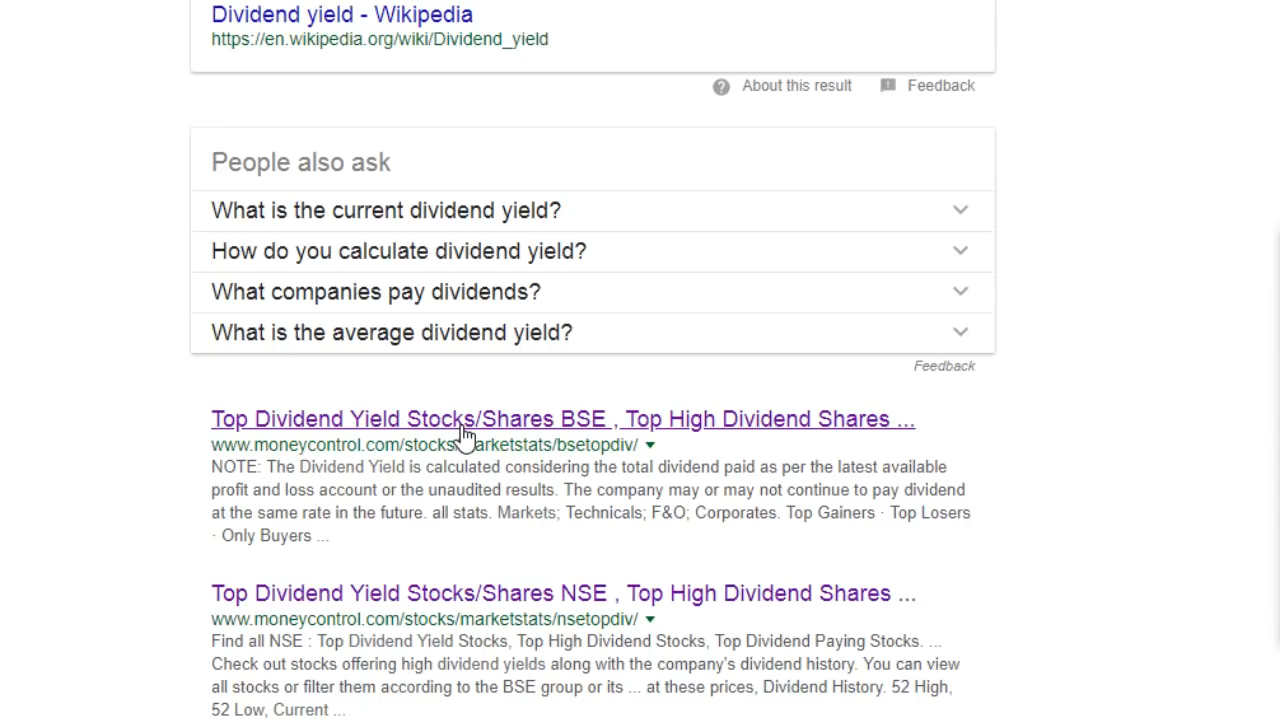 Dividend yield - Wikipedia
https://en.wikipedia.org/wiki/Dividend_yield
About this result Feedback
People also ask
What is the current dividend yield?
How do you calculate dividend yield?
What companies pay dividends?
What is the average dividend yield?
Feedback
Top Dividend Yield Stocks/Shares BSE , Top High Dividend Shares ...
www.moneycontrol.com/stocks/marketstats/bsetopdiv/
NOTE: The Dividend Yield is calculated considering the total dividend paid as per the latest available
profit and loss account or the unaudited results. The company may or may not continue to pay dividend
at the same rate in the future. all stats. Markets; Technicals; F&O; Corporates. Top Gainers · Top Losers
· Only Buyers ...
Top Dividend Yield Stocks/Shares NSE , Top High Dividend Shares ...
www.moneycontrol.com/stocks/marketstats/nsetopdiv/
Find all NSE : Top Dividend Yield Stocks, Top High Dividend Stocks, Top Dividend Paying Stocks. ...
Check out stocks offering high dividend yields along with the company's dividend history. You can view
all stocks or filter them according to the BSE group or its ... at these prices, Dividend History. 52 High,
52 Low, Current ...